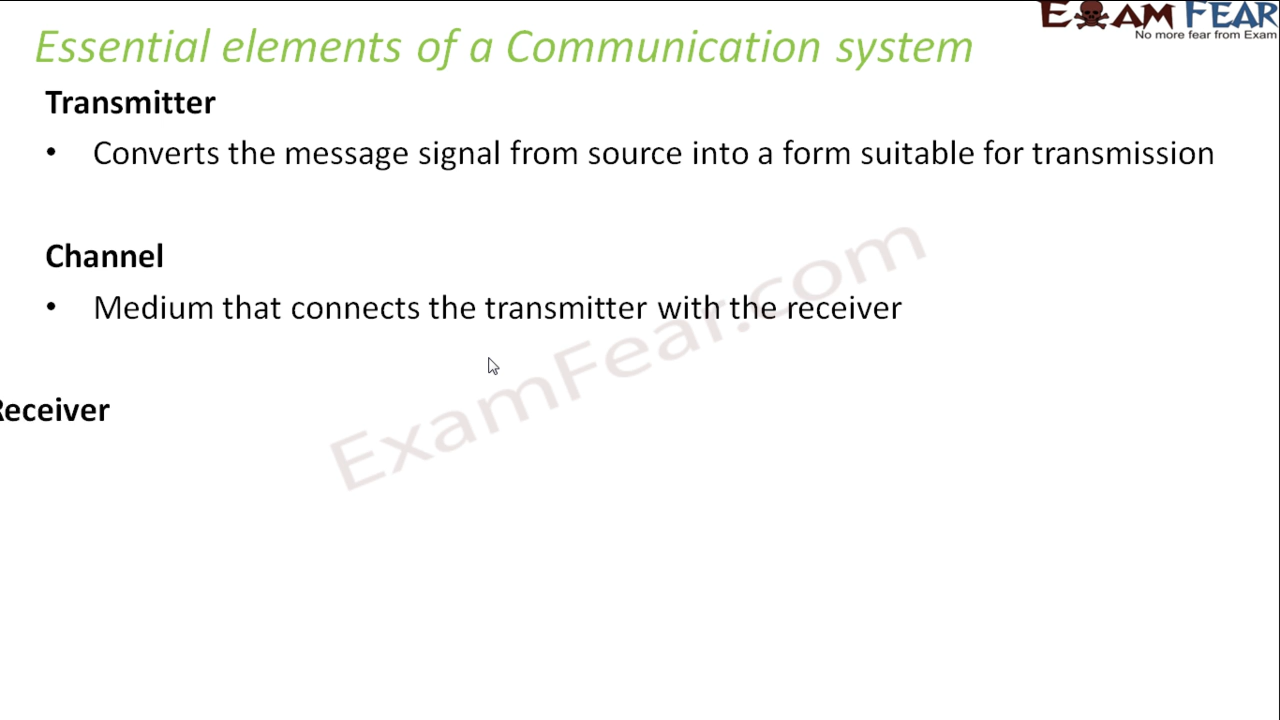 EXAM FEAR
No more fear from Exam
Essential elements of a Communication system
Transmitter
• Converts the message signal from source into a form suitable for transmission
Channel
• Medium that connects the transmitter with the receiver
Receiver
ExamFear.com